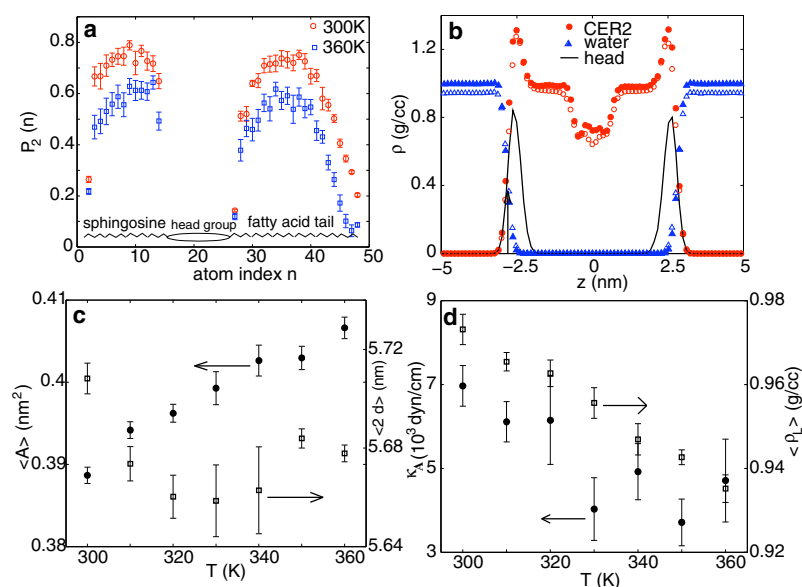 a
300K
360K
P2 (n)
0.8
0.6
0.4
0.2
0
sphingosine head group fatty acid tail
0 10 20 30 40 50
atom index n
b
CER2
water
head
ρ (g/cc)
1.2
0.8
0.4
0
−5 −2.5 0 2.5 5
z (nm)
c
<A> (nm2)
0.41
0.4
0.39
0.38
5.72
5.68
5.64
<2 d> (nm)
300 320 340 360
T (K)
d
κA (103 dyn/cm)
9
7
5
3
0.98
0.96
0.94
0.92
< ρL > (g/cc)
300 320 340 360
T (K)